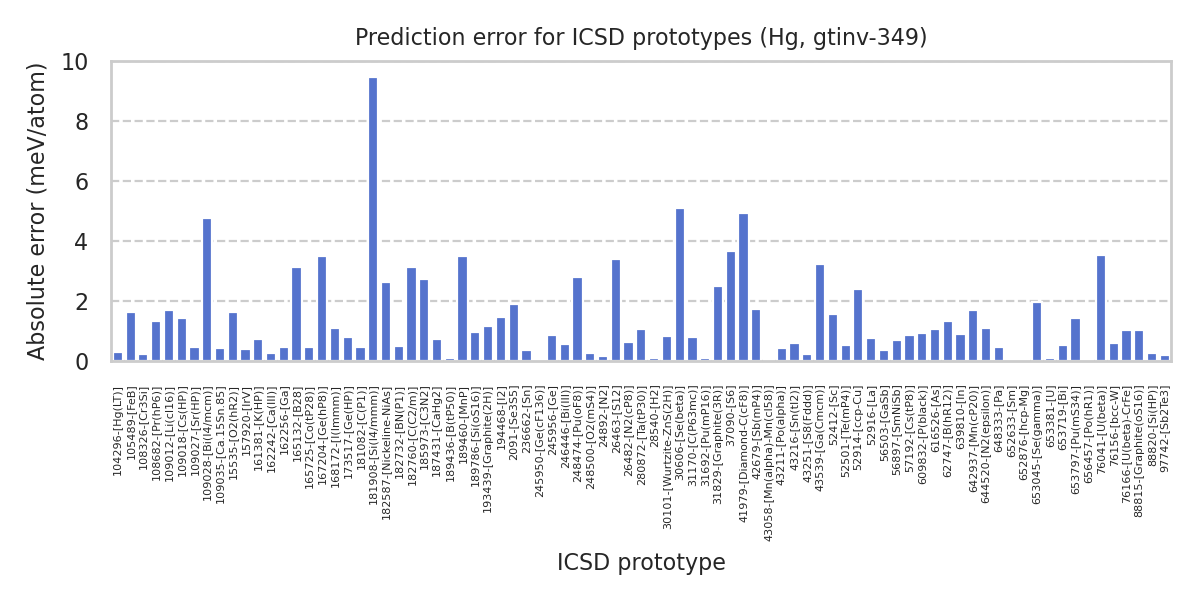 Prediction error for ICSD prototypes (Hg, gtinv-349)
Absolute error (meV/atom)
10
8
6
4
2
0
104296-[Hg(LT)]
105489-[FeB]
108326-[Cr3Si]
108682-[Pr(hP6)]
109012-[Li(cI16)]
109018-[Cs(HP)]
109027-[Sr(HP)]
109028-[Bi(I4/mcm)]
109035-[Ca.15Sn.85]
15535-[O2(hR2)]
157920-[IrV]
161381-[K(HP)]
162242-[Ca(III)]
162256-[Ga]
165132-[B28]
165725-[Co(tP28)]
167204-[Ge(hP8)]
168172-[I(Immm)]
173517-[Ge(HP)]
181082-[C(P1)]
181908-[Si(I4/mmm)]
182587-[Nickeline-NiAs]
182732-[BN(P1)]
182760-[C(C2/m)]
185973-[C3N2]
187431-[CaHg2]
189436-[B(tP50)]
189460-[MnP]
189786-[Si(oS16)]
193439-[Graphite(2H)]
194468-[I2]
2091-[Se3S5]
236662-[Sn]
245950-[Ge(cF136)]
245956-[Ge]
246446-[Bi(III)]
248474-[Pu(oF8)]
248500-[O2(mS4)]
24892-[N2]
26463-[S12]
26482-[N2(cP8)]
280872-[Ta(tP30)]
28540-[H2]
30101-[Wurtzite-ZnS(2H)]
30606-[Se(beta)]
31170-[C(P63mc)]
31692-[Pu(mP16)]
31829-[Graphite(3R)]
37090-[S6]
41979-[Diamond-C(cF8)]
42679-[Sb(mP4)]
43058-[Mn(alpha)-Mn(cI58)]
43211-[Po(alpha)]
43216-[Sn(tI2)]
43251-[S8(Fddd)]
43539-[Ga(Cmcm)]
52412-[Sc]
52501-[Te(mP4)]
52914-[ccp-Cu]
52916-[La]
56503-[GaSb]
56897-[SmNiSb]
57192-[Cs(tP8)]
609832-[P(black)]
616526-[As]
62747-[B(hR12)]
639810-[In]
642937-[Mn(cP20)]
644520-[N2(epsilon)]
648333-[Pa]
652633-[Sm]
652876-[hcp-Mg]
653045-[Se(gamma)]
653381-[U]
653719-[Bi]
653797-[Pu(mS34)]
656457-[Po(hR1)]
76041-[U(beta)]
76156-[bcc-W]
76166-[U(beta)-CrFe]
88815-[Graphite(oS16)]
88820-[Si(HP)]
97742-[Sb2Te3]
ICSD prototype